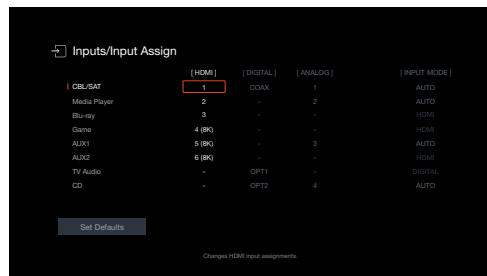 Inputs/Input Assign
[ HDMI ] [ DIGITAL ] [ ANALOG ] [ INPUT MODE ]
CBL/SAT 1 COAX 1 AUTO
Media Player 2 - 2 AUTO
Blu-ray 3 - - HDMI
Game 4 (8K) - - HDMI
AUX1 5 (8K) - 3 AUTO
AUX2 6 (8K) - - HDMI
TV Audio - OPT1 - DIGITAL
CD - OPT2 4 AUTO
Set Defaults
Changes HDMI input assignments.